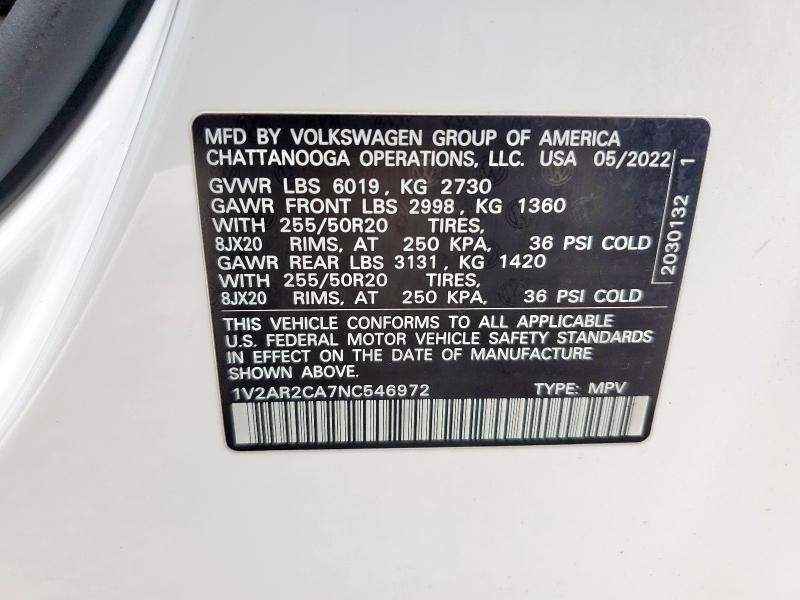 MFD BY VOLKSWAGEN GROUP OF AMERICA
CHATTANOOGA OPERATIONS, LLC. USA 05/2022
GVWR LBS 6019, KG 2730
GAWR FRONT LBS 2998, KG 1360
WITH 255/50R20 TIRES,
8JX20 RIMS, AT 250 KPA, 36 PSI COLD
GAWR REAR LBS 3131, KG 1420
WITH 255/50R20 TIRES,
8JX20 RIMS, AT 250 KPA, 36 PSI COLD
THIS VEHICLE CONFORMS TO ALL APPLICABLE
U.S. FEDERAL MOTOR VEHICLE SAFETY STANDARDS
IN EFFECT ON THE DATE OF MANUFACTURE
SHOWN ABOVE.
1V2AR2CA7NC546972 TYPE: MPV
2030132 1